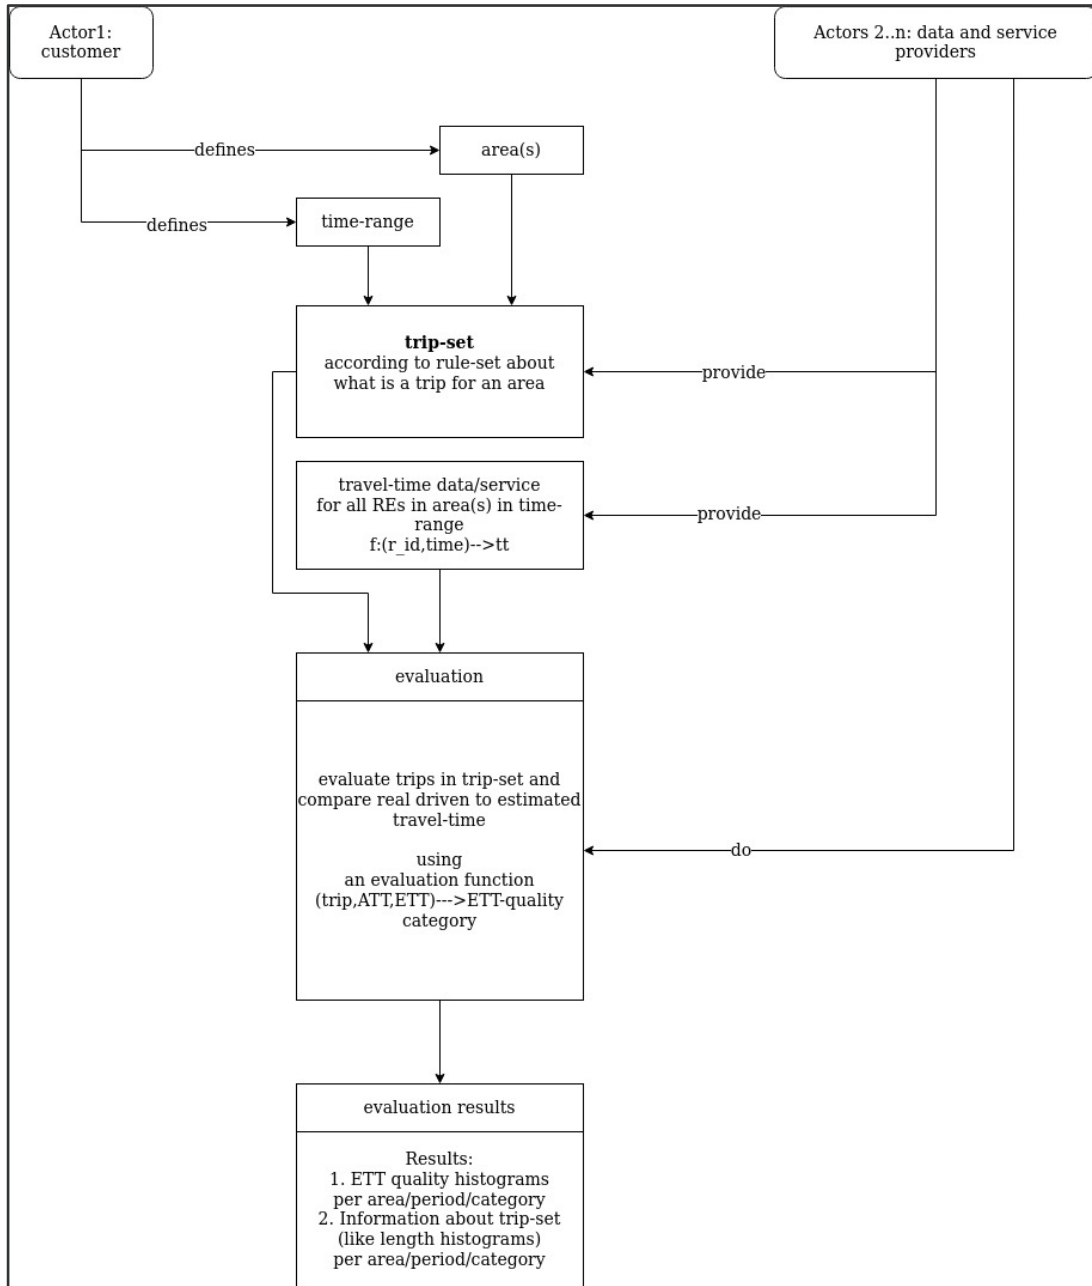 Actor1:
customer
Actors 2..n: data and service
providers
defines
area(s)
defines
time-range
trip-set
according to rule-set about
what is a trip for an area
provide
travel-time data/service
for all REs in area(s) in time-
range
f:(r_id,time)-->tt
provide
evaluation
evaluate trips in trip-set and
compare real driven to estimated
travel-time
using
an evaluation function
(trip,ATT,ETT)--->ETT-quality
category
do
evaluation results
Results:
1. ETT quality histograms
per area/period/category
2. Information about trip-set
(like length histograms)
per area/period/category